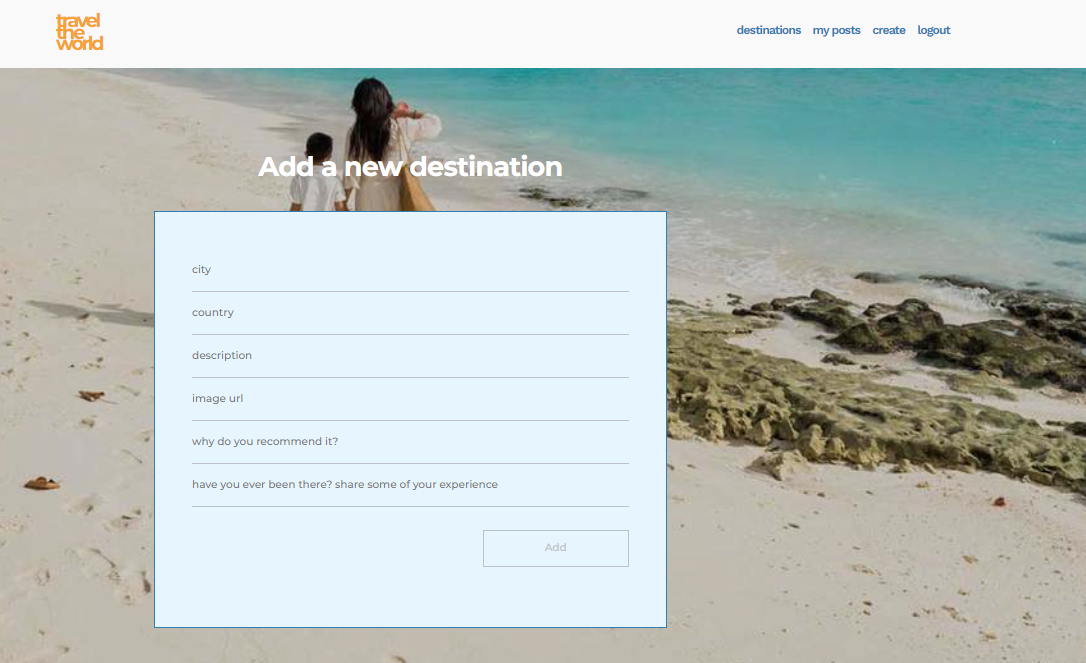 travel
the
world
destinations my posts create logout
Add a new destination
city
country
description
image url
why do you recommend it?
have you ever been there? share some of your experience
Add